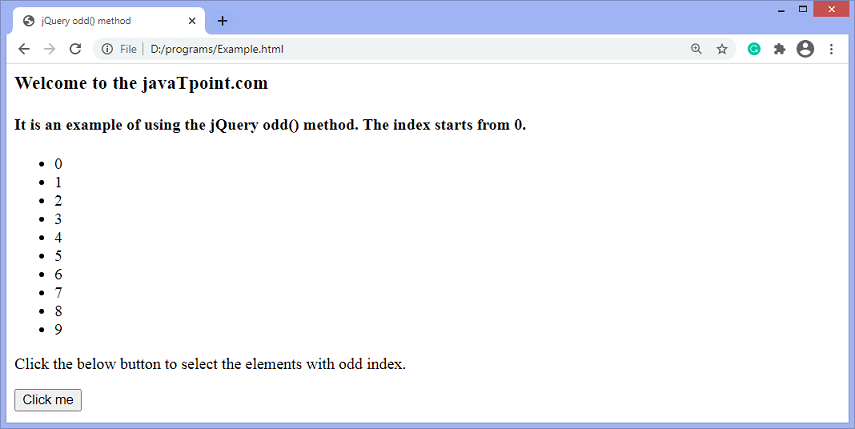 jQuery odd() method
File
D:/programs/Example.html
Welcome to the javaTpoint.com
It is an example of using the jQuery odd() method. The index starts from 0.
0
1
2
3
4
5
6
7
8
9
Click the below button to select the elements with odd index.
Click me